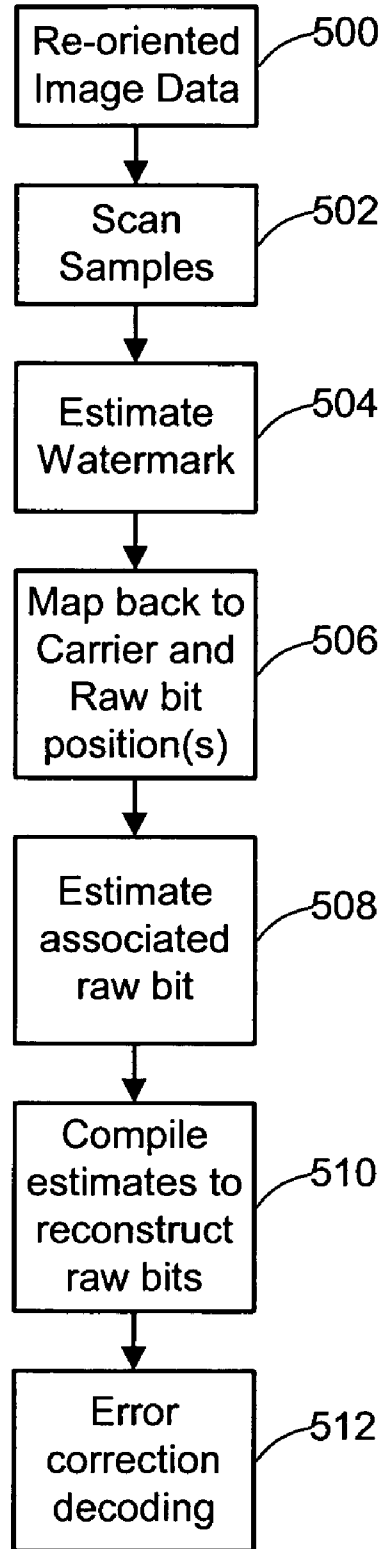 Re-oriented
Image Data
500
Scan
Samples
502
Estimate
Watermark
504
Map back to
Carrier and
Raw bit
position(s)
506
Estimate
associated
raw bit
508
Compile
estimates to
reconstruct
raw bits
510
Error
correction
decoding
512